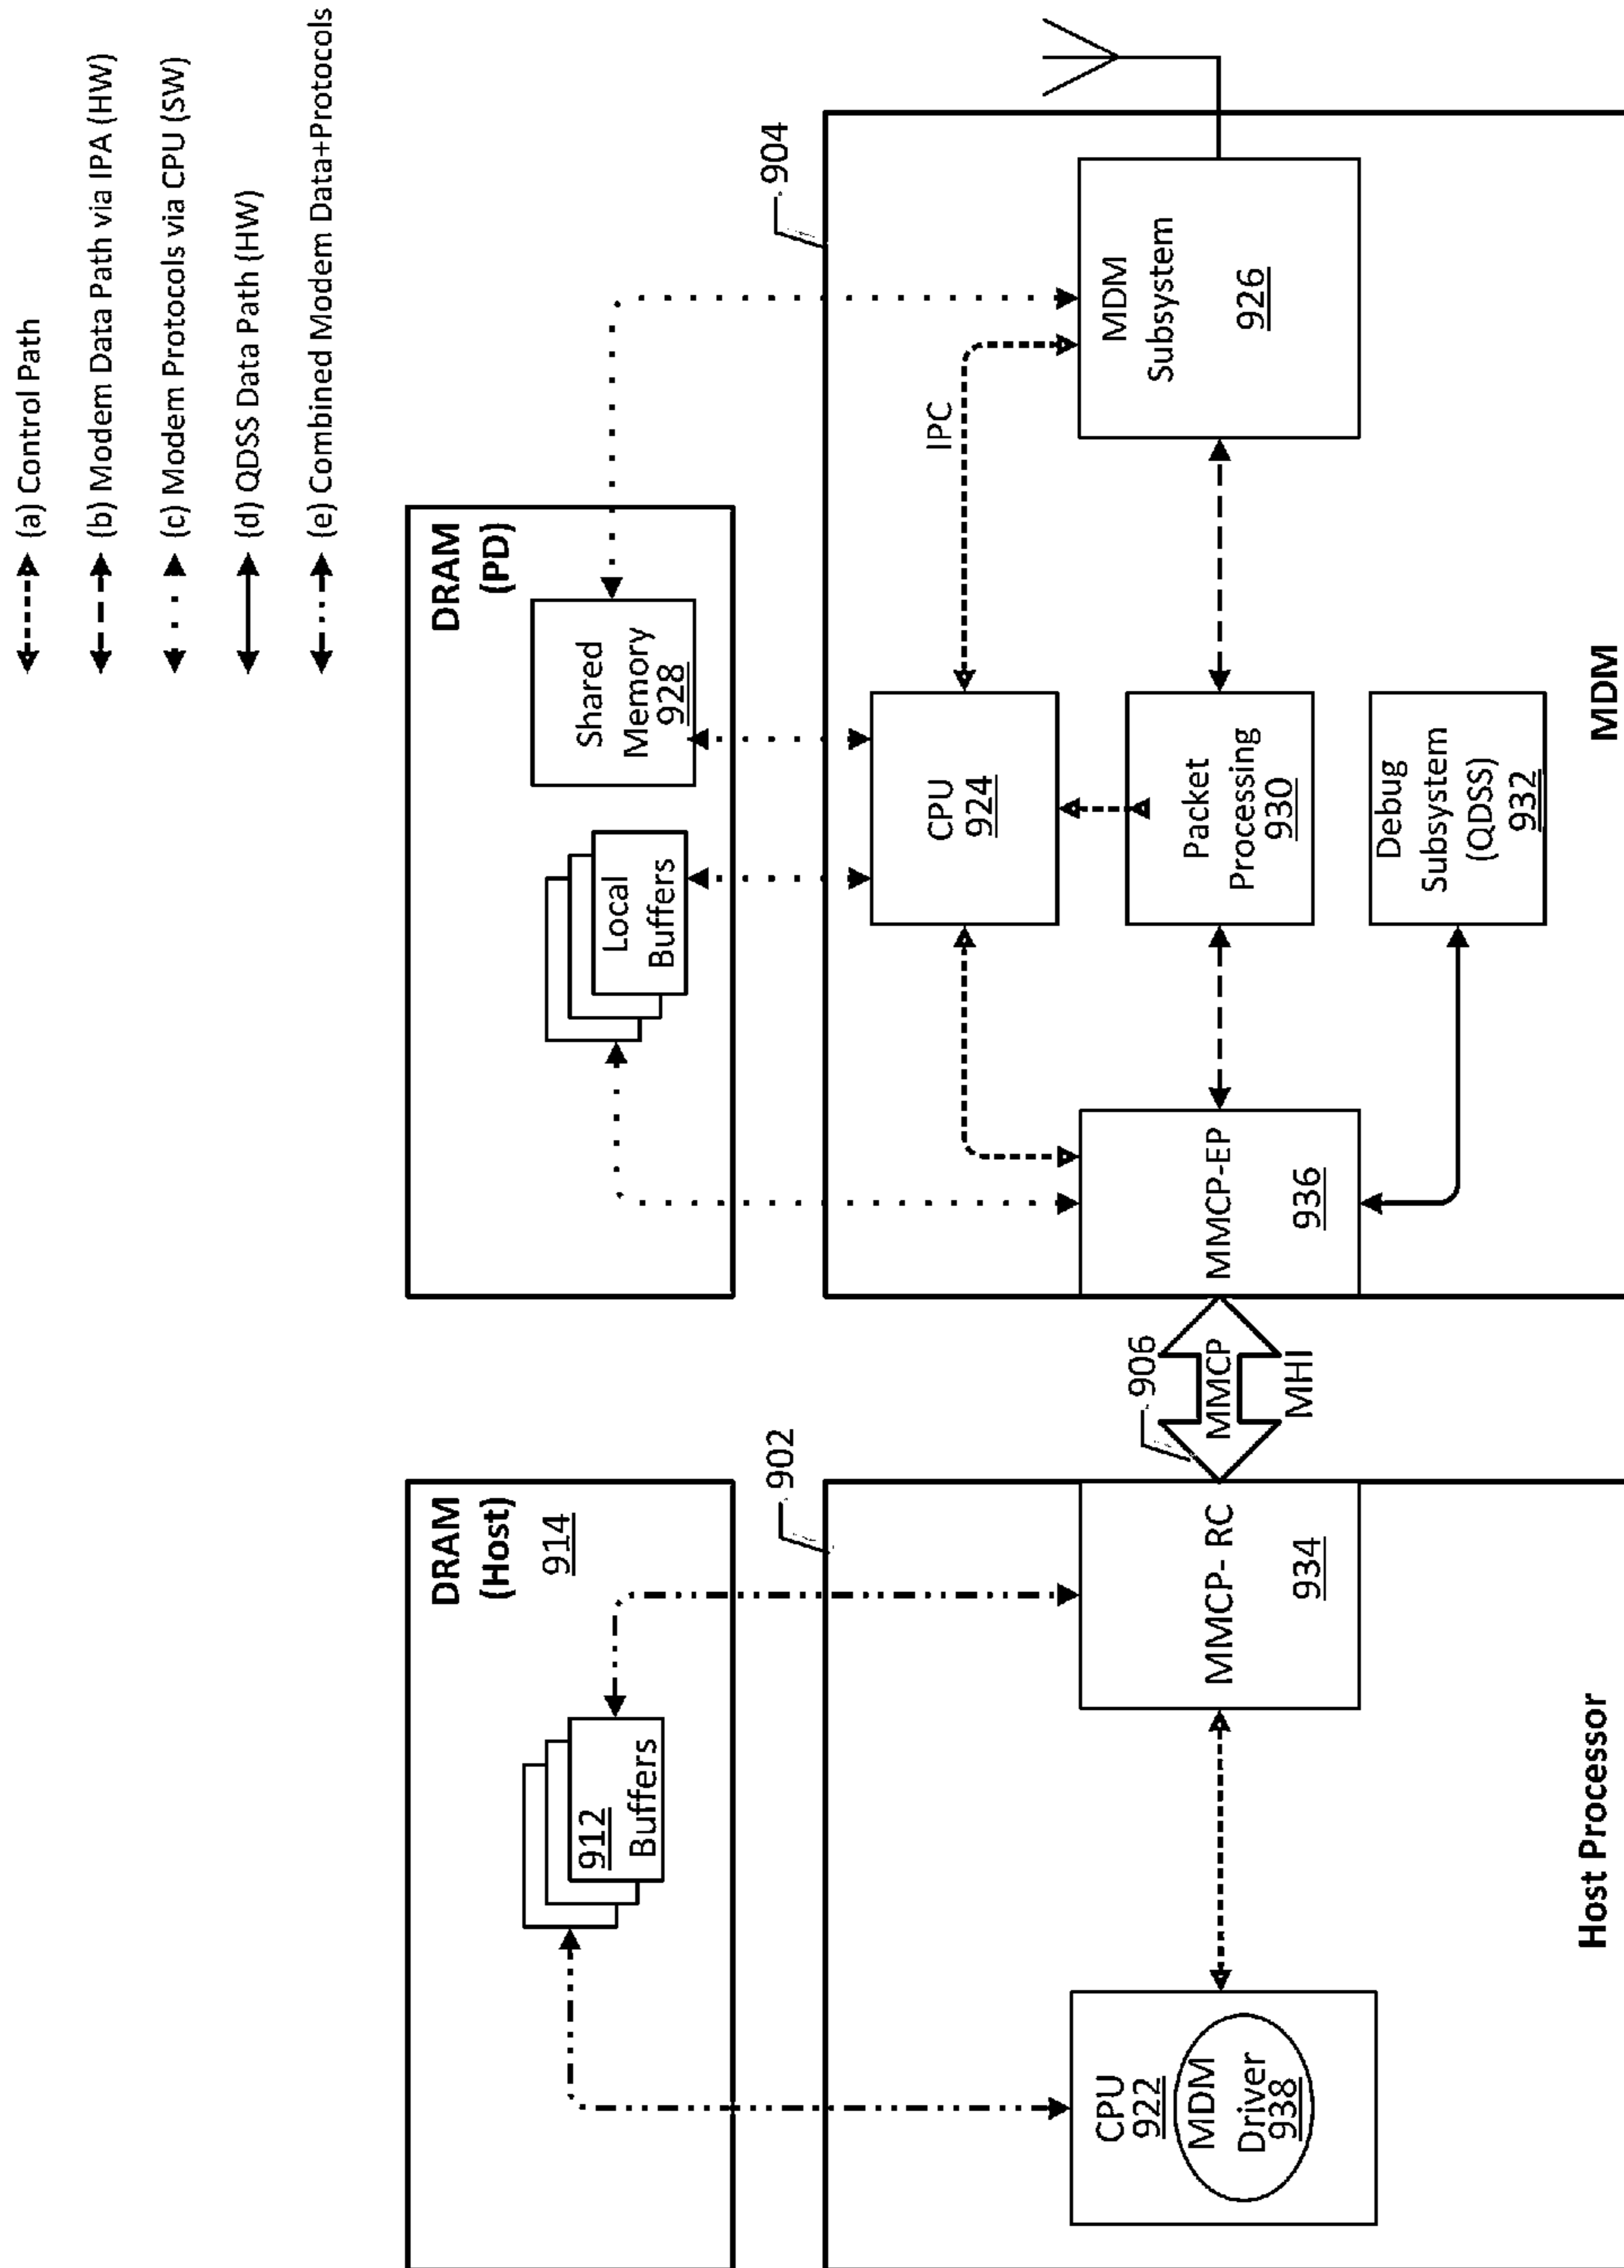 (a) Control Path
(b) Modem Data Path via IPA (HW)
(c) Modem Protocols via CPU (SW)
(d) QDSS Data Path (HW)
(e) Combined Modem Data+Protocols
DRAM
(Host)
914
912
Buffers
DRAM
(PD)
Local
Buffers
Shared
Memory
928
902
CPU
922
MDM
Driver
938
MMCP- RC
934
Host Processor
906
MMCP
MHI
904
MMCP-EP
936
CPU
924
IPC
Packet
Processing
930
Debug
Subsystem
(QDSS)
932
MDM
Subsystem
926
MDM